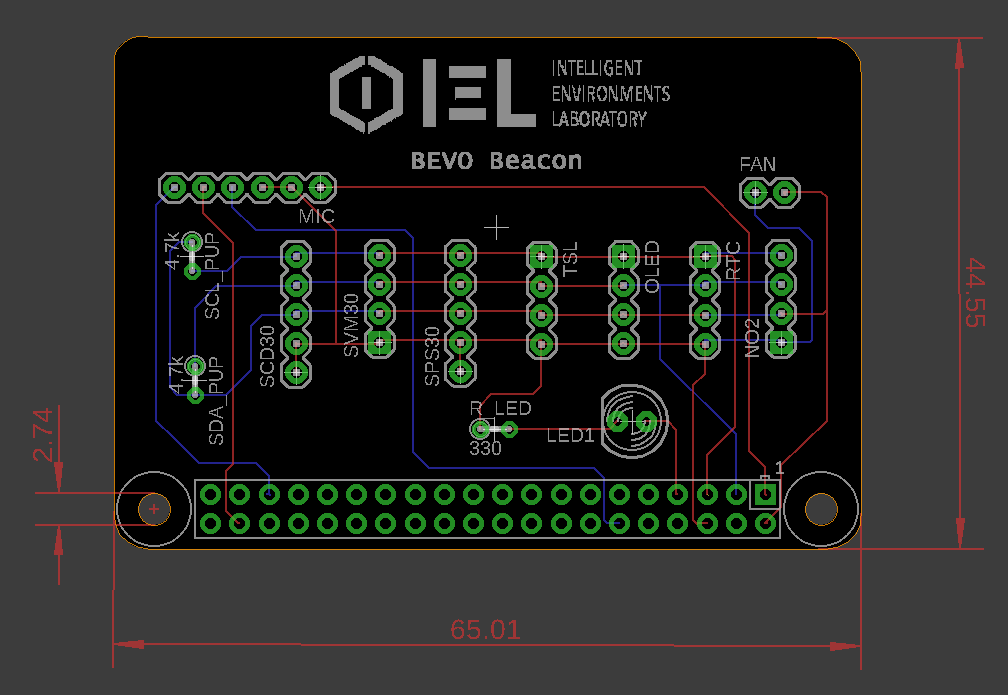 IEL
INTELLIGENT
ENVIRONMENTS
LABORATORY
BEVO Beacon
FAN
MIC
4.7k
SCL_PUP
TSL
OLED
RTC
44.55
SCD30
SVM30
SPS30
NO2
4.7k
SDA_PUP
R_LED
330
LED1
2.74
1
65.01